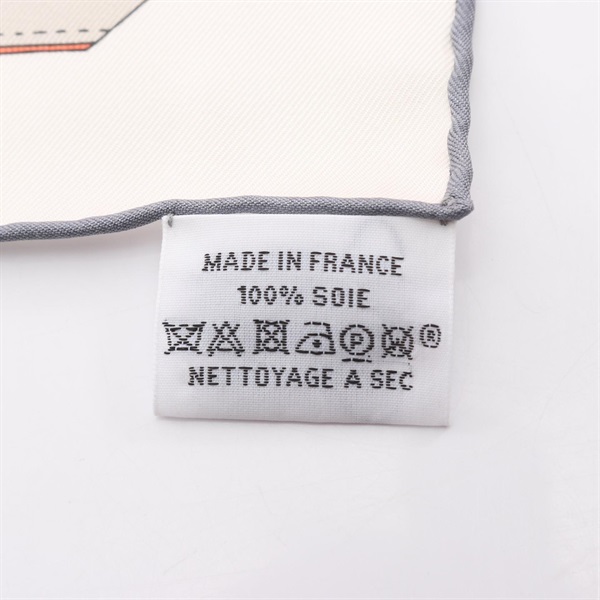 MADE IN FRANCE
100% SOIE
P ®
NETTOYAGE A SEC